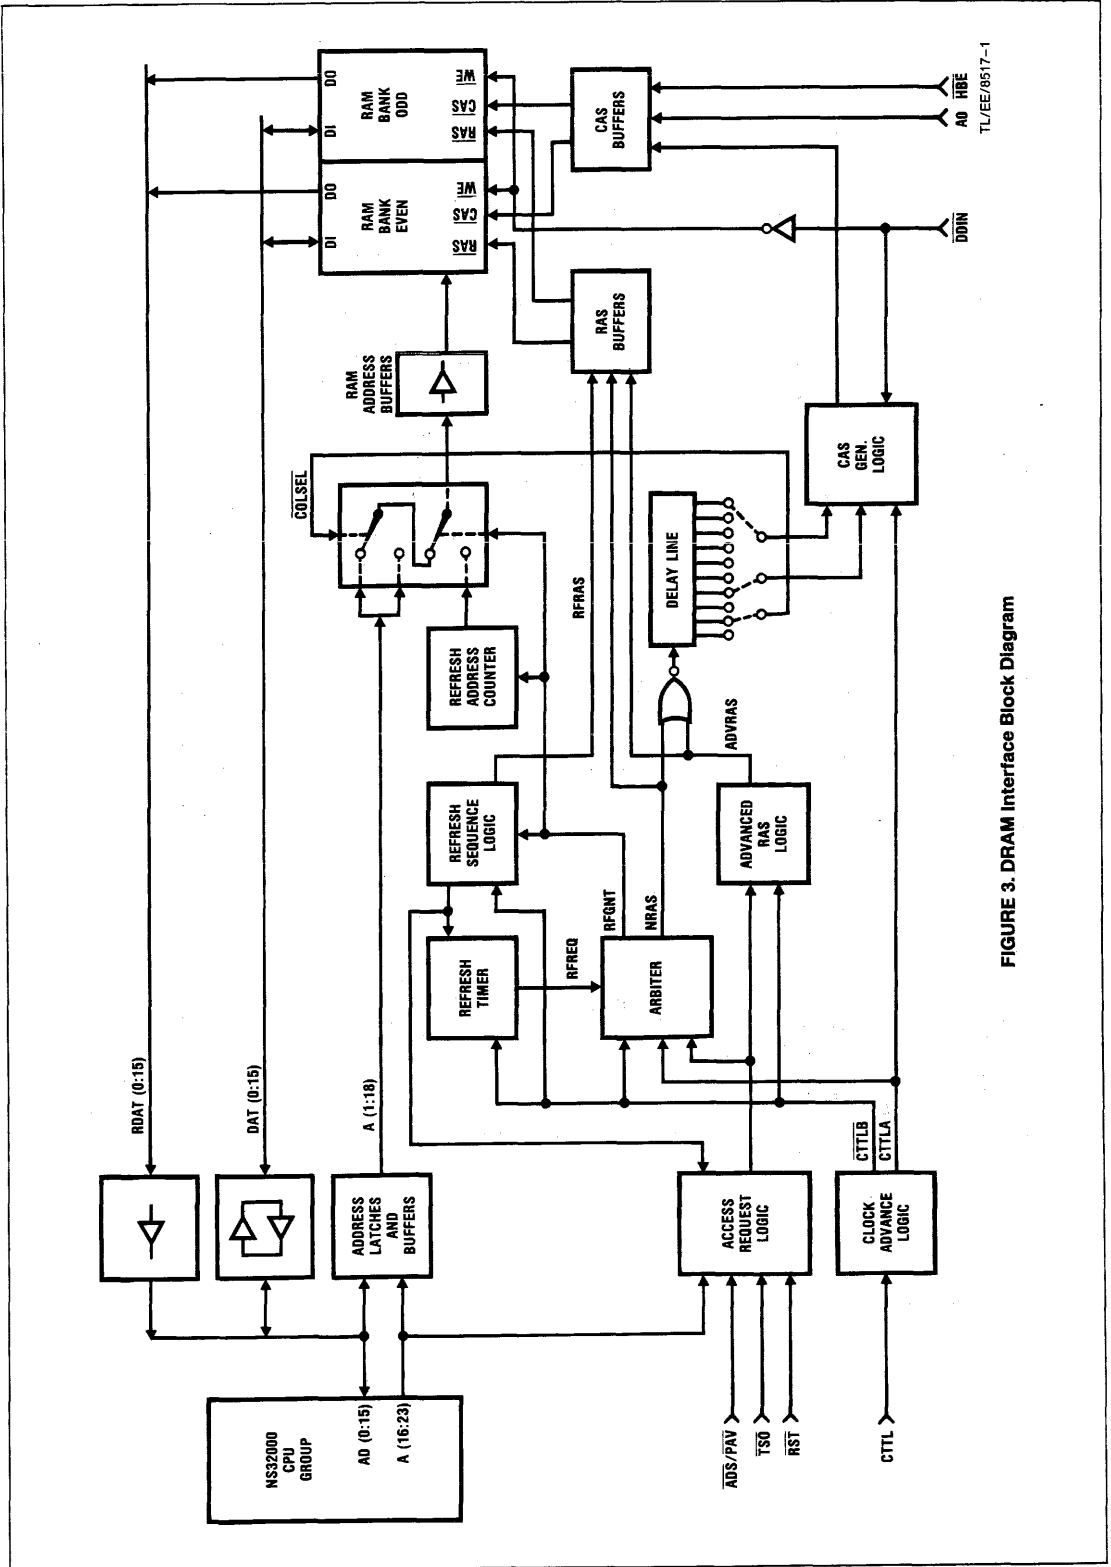 NS32000
CPU
GROUP
AD (0:15)
A (16:23)
RDAT (0:15)
DAT (0:15)
ADDRESS
LATCHES
AND
BUFFERS
A (1:18)
REFRESH
TIMER
REFRESH
SEQUENCE
LOGIC
REFRESH
ADDRESS
COUNTER
COLSEL
RAM
ADDRESS
BUFFERS
DI
DO
RAM
BANK
EVEN
RAS
CAS
WE
DI
DO
RAM
BANK
ODD
RAS
CAS
WE
RFREQ
RFGNT
NRAS
ARBITER
RFRAS
RAS
BUFFERS
CAS
BUFFERS
DELAY LINE
ADVRAS
ADVANCED
RAS
LOGIC
ADS/PAV
TSO
RST
ACCESS
REQUEST
LOGIC
CTTL
CLOCK
ADVANCE
LOGIC
CTTLB
CTTLA
CAS
GEN.
LOGIC
DDIN
A0
HBE
TL/EE/8517-1
FIGURE 3. DRAM Interface Block Diagram